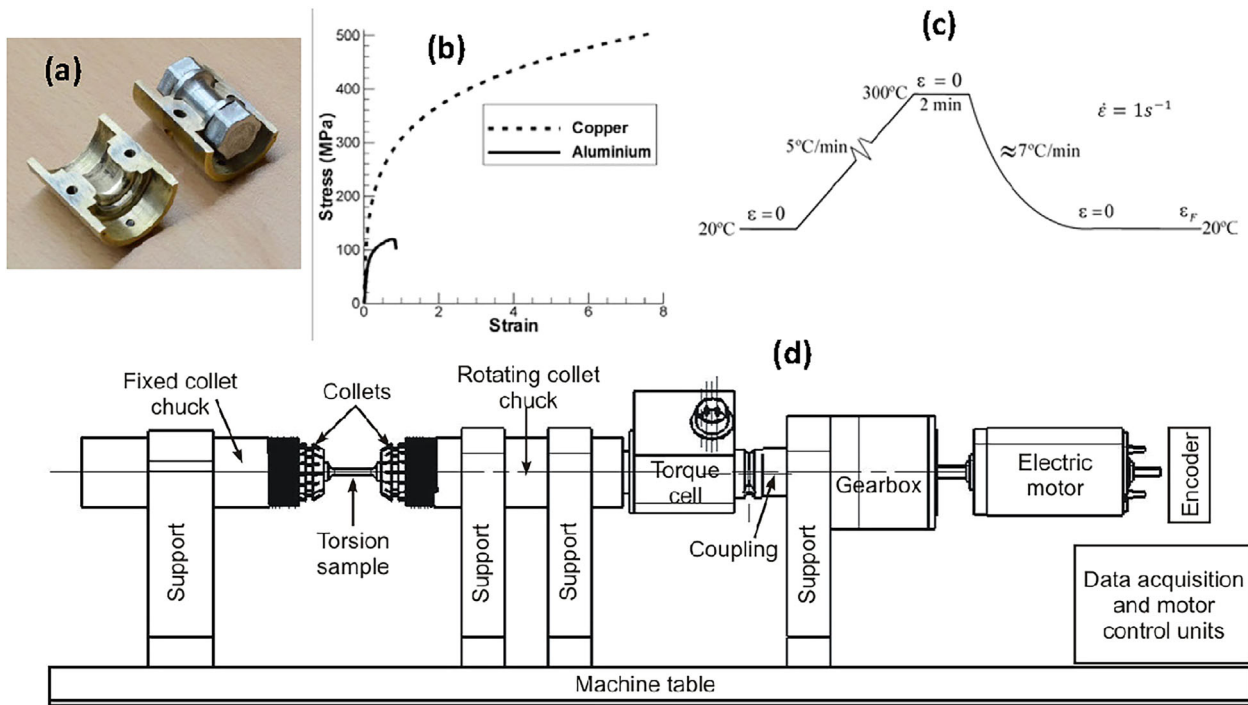 (a)
(b)
500
400
300
200
100
0
Stress (MPa)
Copper
Aluminium
0
2
4
6
8
Strain
(c)
300ºC
ε = 0
2 min
ε̇ = 1s⁻¹
5ºC/min
≈7ºC/min
20ºC
ε = 0
ε = 0
ε_F
20ºC
(d)
Fixed collet
chuck
Collets
Rotating collet
chuck
Torsion
sample
Torque
cell
Coupling
Gearbox
Electric
motor
Encoder
Support
Support
Support
Support
Data acquisition
and motor
control units
Machine table